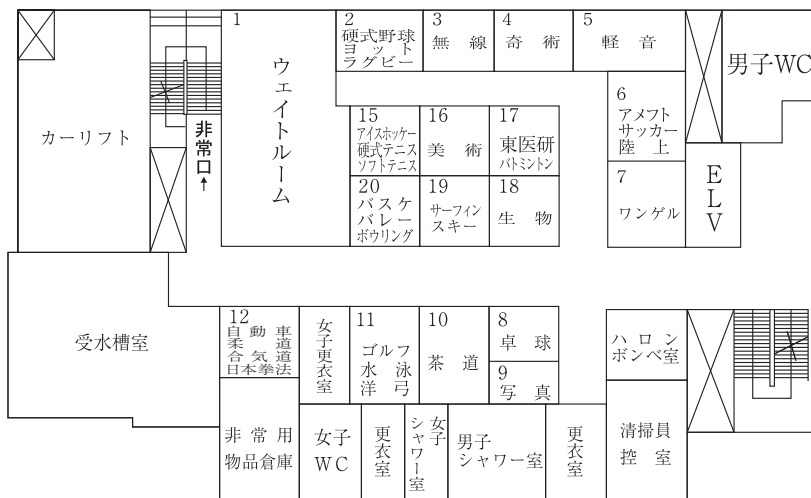 1
ウェイトルーム
2
硬式野球
ヨット
ラグビー
3
無線
4
奇術
5
軽音
男子WC
カーリフト
非常口↑
6
アメフト
サッカー
陸上
15
アイスホッケー
硬式テニス
ソフトテニス
16
美術
17
東医研
バトミントン
7
ワンゲル
ELV
20
バスケ
バレー
ボウリング
19
サーフィン
スキー
18
生物
受水槽室
12
自動車
柔道
合気道
日本拳法
女子更衣室
11
ゴルフ
水泳
洋弓
10
茶道
8
卓球
9
写真
ハロン
ボンベ室
非常用
物品倉庫
女子
WC
更衣室
女子
シャワー室
男子
シャワー室
更衣室
清掃員
控室